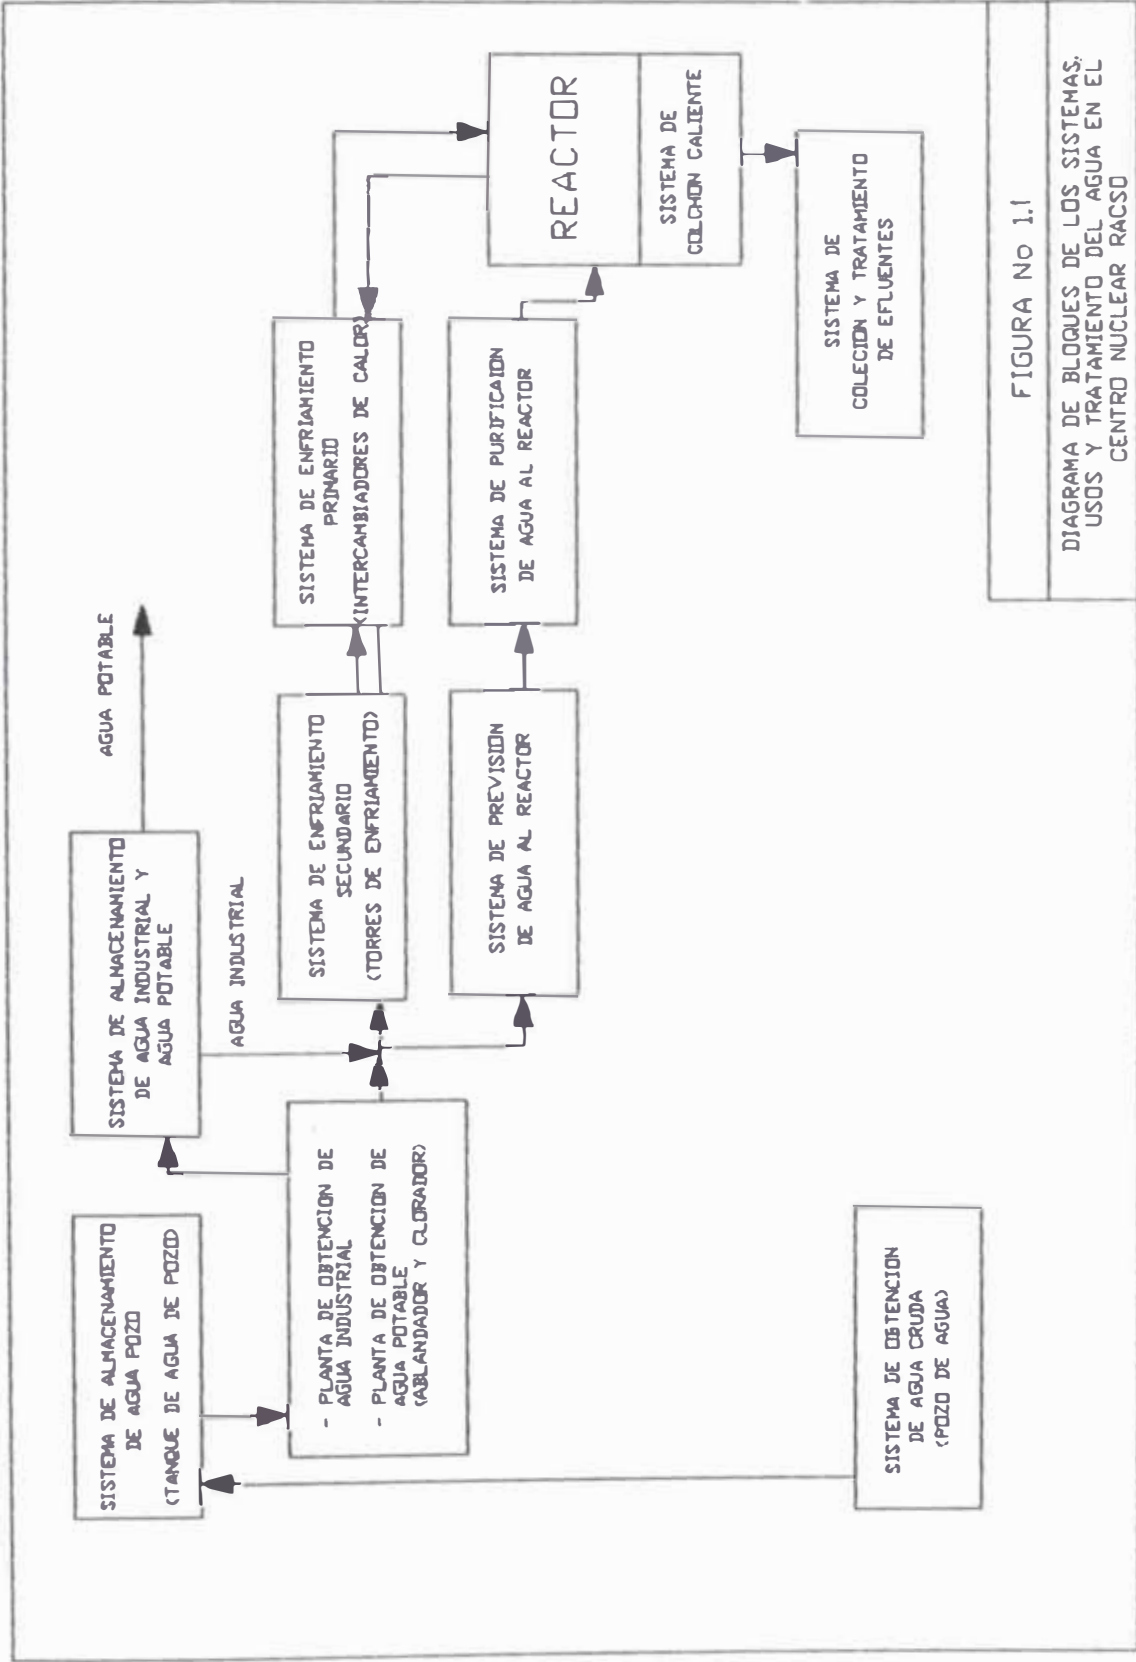 SISTEMA DE ALMACENAMIENTO
DE AGUA POZO
(TANQUE DE AGUA DE POZO)
SISTEMA DE ALMACENAMIENTO
DE AGUA INDUSTRIAL Y
AGUA POTABLE
AGUA POTABLE
AGUA INDUSTRIAL
- PLANTA DE OBTENCION DE
AGUA INDUSTRIAL
- PLANTA DE OBTENCION DE
AGUA POTABLE
(ABLANDADOR Y CLORADOR)
SISTEMA DE ENFRIAMIENTO
SECUNDARIO
(TORRES DE ENFRIAMIENTO)
SISTEMA DE ENFRIAMIENTO
PRINARIO
(INTERCAMBIADORES DE CALOR)
SISTEMA DE PREVISION
DE AGUA AL REACTOR
SISTEMA DE PURIFICAION
DE AGUA AL REACTOR
REACTOR
SISTEMA DE
COLCHON CALIENTE
SISTEMA DE
COLECION Y TRATAMIENTO
DE EFLUENTES
SISTEMA DE OBTENCION
DE AGUA CRUDA
(POZO DE AGUA)
FIGURA No 1.1
DIAGRAMA DE BLOQUES DE LOS SISTEMAS,
USOS Y TRATAMIENTO DEL AGUA EN EL
CENTRO NUCLEAR RACSO